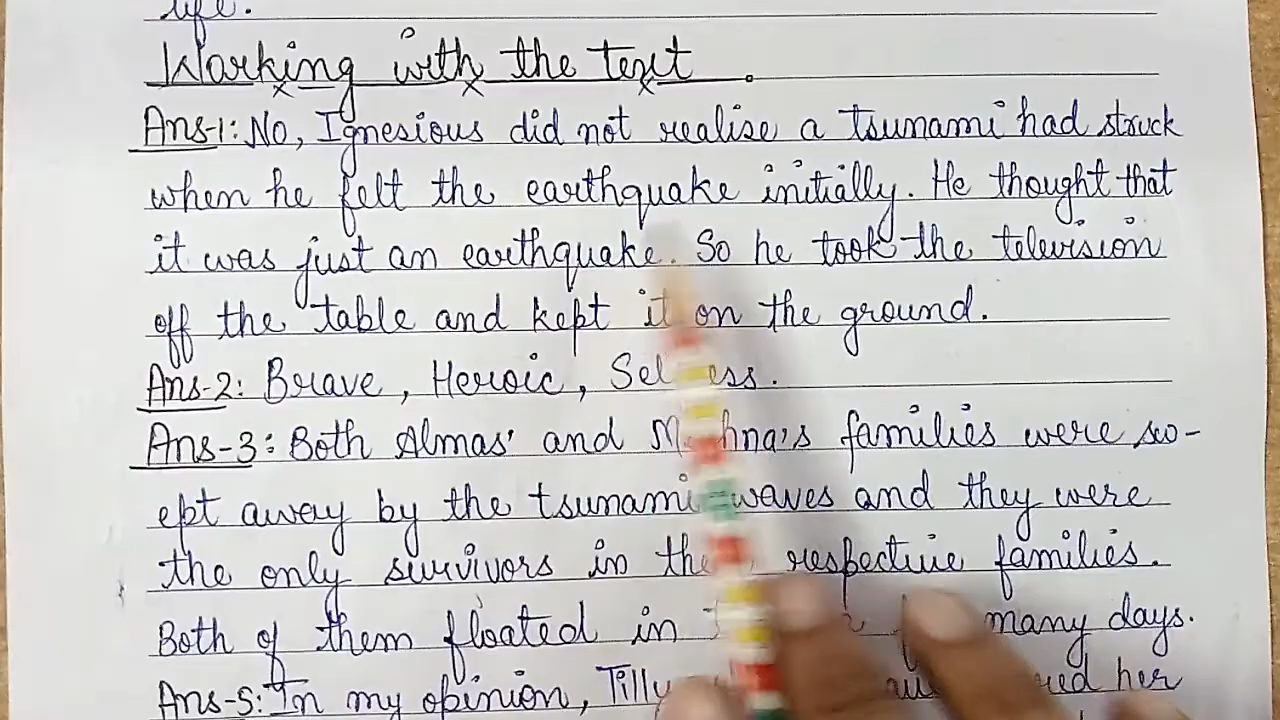 life.
Working with the text.
Ans-1: No, Ignesious did not realise a tsunami had struck
when he felt the earthquake initially. He thought that
it was just an earthquake. So he took the television
off the table and kept it on the ground.
Ans-2: Brave, Heroic,
Ans-3: Both Almas' and families were sw-
ept away by the tsunami waves and they were
the only survivors in respective families.
Both of them floated in many days.
Ans-5: In my opinion, Tilly her